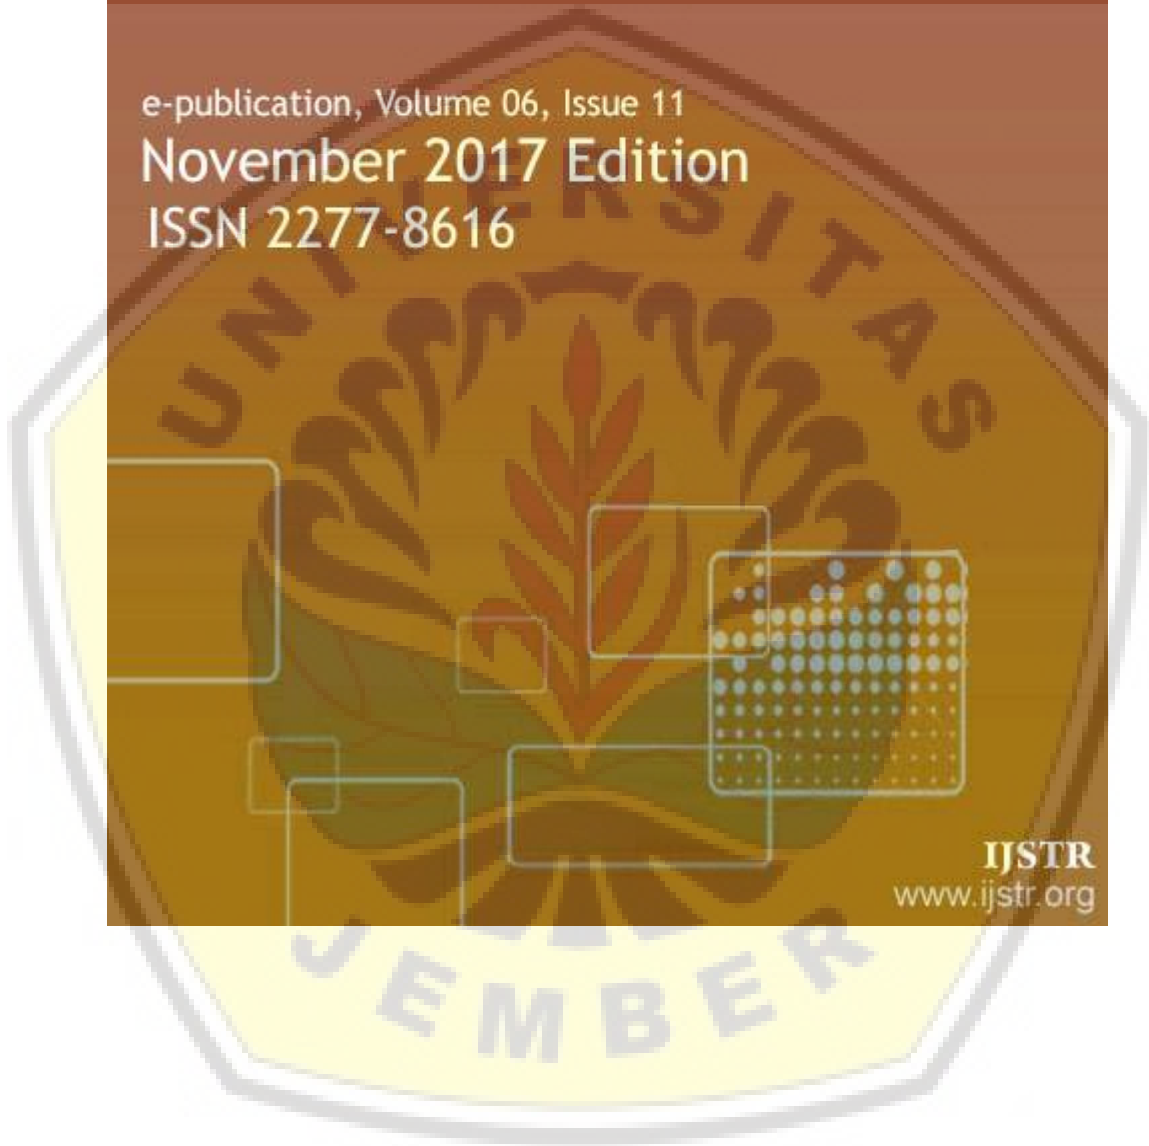 e-publication, Volume 06, Issue 11
November 2017 Edition
ISSN 2277-8616
UNIVERSITAS
IJSTR
www.ijstr.org
JEMBER